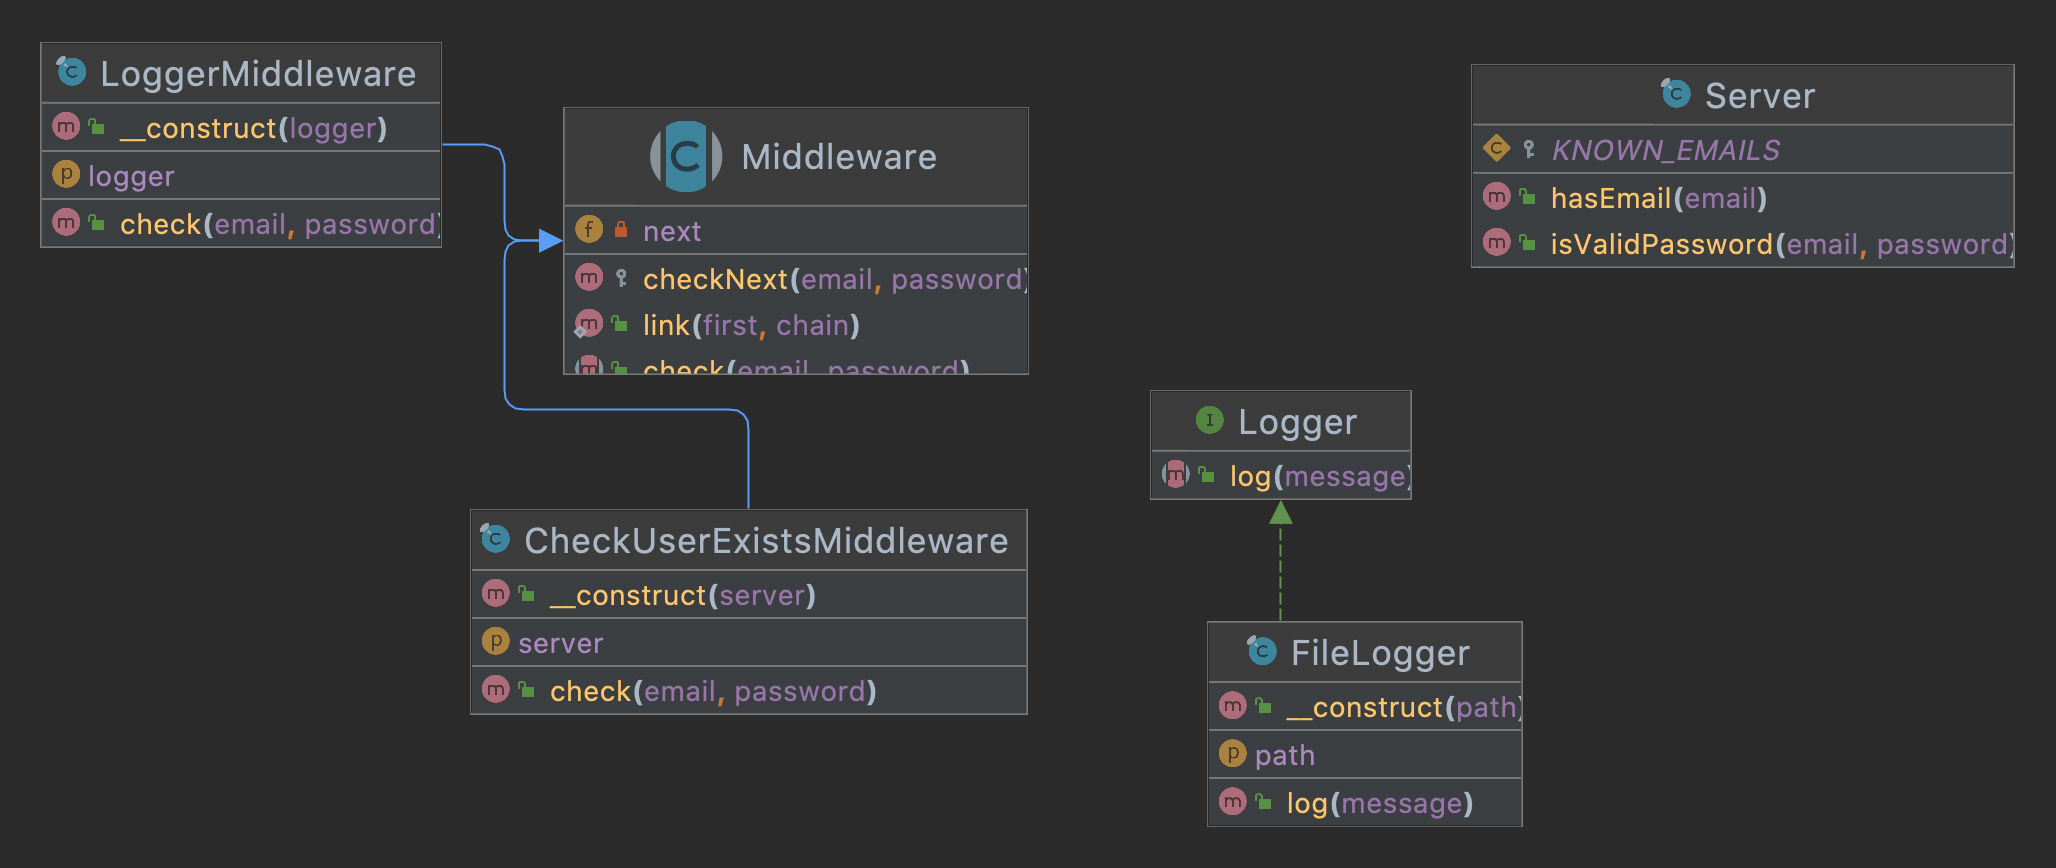 LoggerMiddleware
__construct(logger)
logger
check(email, password)
Middleware
next
checkNext(email, password)
link(first, chain)
check(email, password)
Server
KNOWN_EMAILS
hasEmail(email)
isValidPassword(email, password)
Logger
log(message)
CheckUserExistsMiddleware
__construct(server)
server
check(email, password)
FileLogger
__construct(path)
path
log(message)